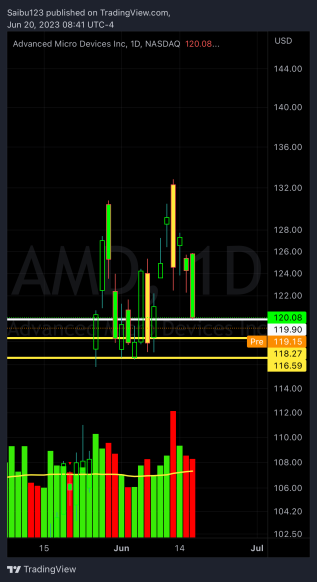 Saibu123 published on TradingView.com,
Jun 20, 2023 08:41 UTC-4
Advanced Micro Devices Inc, 1D, NASDAQ 120.08...
USD
144.00
140.00
136.00
132.00
128.00
126.00
124.00
122.00
120.08
119.90
Pre 119.15
118.27
116.59
114.00
112.00
110.00
108.00
106.00
104.20
102.50
AMD, 1D
Advanced Micro Devices Inc
15 Jun 14 Jul
TradingView